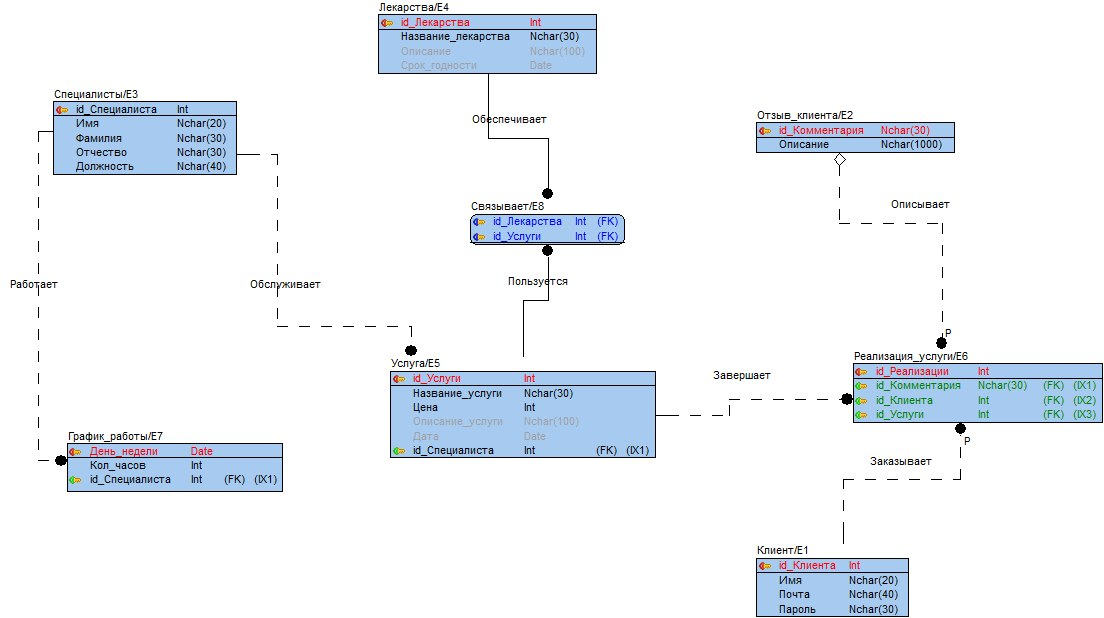 Лекарства/E4
id_Лекарства Int
Название_лекарства Nchar(30)
Описание Nchar(100)
Срок_годности Date
Специалисты/E3
id_Специалиста Int
Имя Nchar(20)
Фамилия Nchar(30)
Отчество Nchar(30)
Должность Nchar(40)
Обеспечивает
Отзыв_клиента/E2
id_Комментария Nchar(30)
Описание Nchar(1000)
Связывает/E8
id_Лекарства Int (FK)
id_Услуги Int (FK)
Описывает
Работает
Обслуживает
Пользуется
P
Услуга/E5
id_Услуги Int
Название_услуги Nchar(30)
Цена Int
Описание_услуги Nchar(100)
Дата Date
id_Специалиста Int (FK) (IX1)
Завершает
Реализация_услуги/E6
id_Реализации Int
id_Комментария Nchar(30) (FK) (IX1)
id_Клиента Int (FK) (IX2)
id_Услуги Int (FK) (IX3)
P
Заказывает
График_работы/E7
День_недели Date
Кол_часов Int
id_Специалиста Int (FK) (IX1)
Клиент/E1
id_Клиента Int
Имя Nchar(20)
Почта Nchar(40)
Пароль Nchar(30)